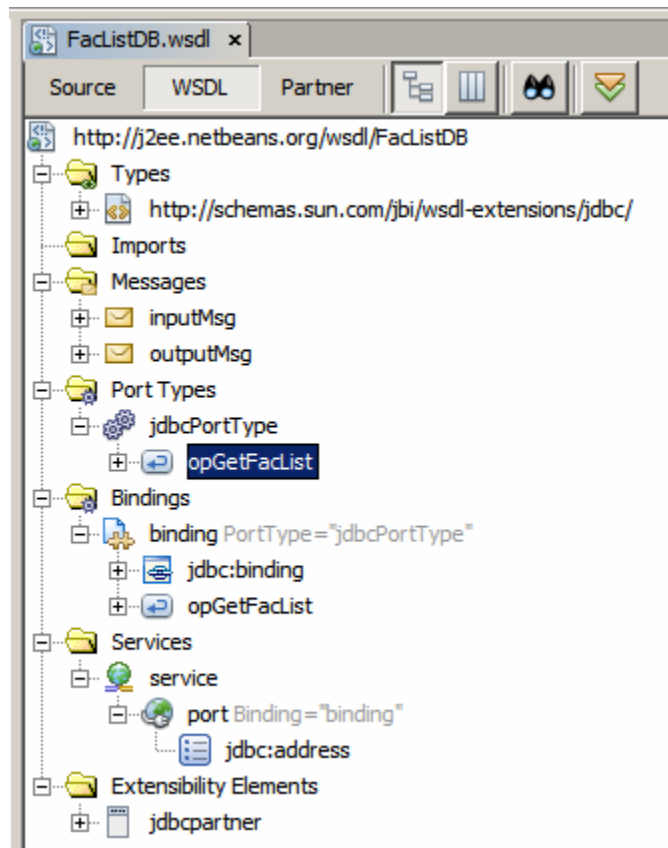 FacListDB.wsdl x
Source WSDL Partner
http://j2ee.netbeans.org/wsdl/FacListDB
Types
http://schemas.sun.com/jbi/wsdl-extensions/jdbc/
Imports
Messages
inputMsg
outputMsg
Port Types
jdbcPortType
opGetFacList
Bindings
binding PortType="jdbcPortType"
jdbc:binding
opGetFacList
Services
service
port Binding="binding"
jdbc:address
Extensibility Elements
jdbcpartner